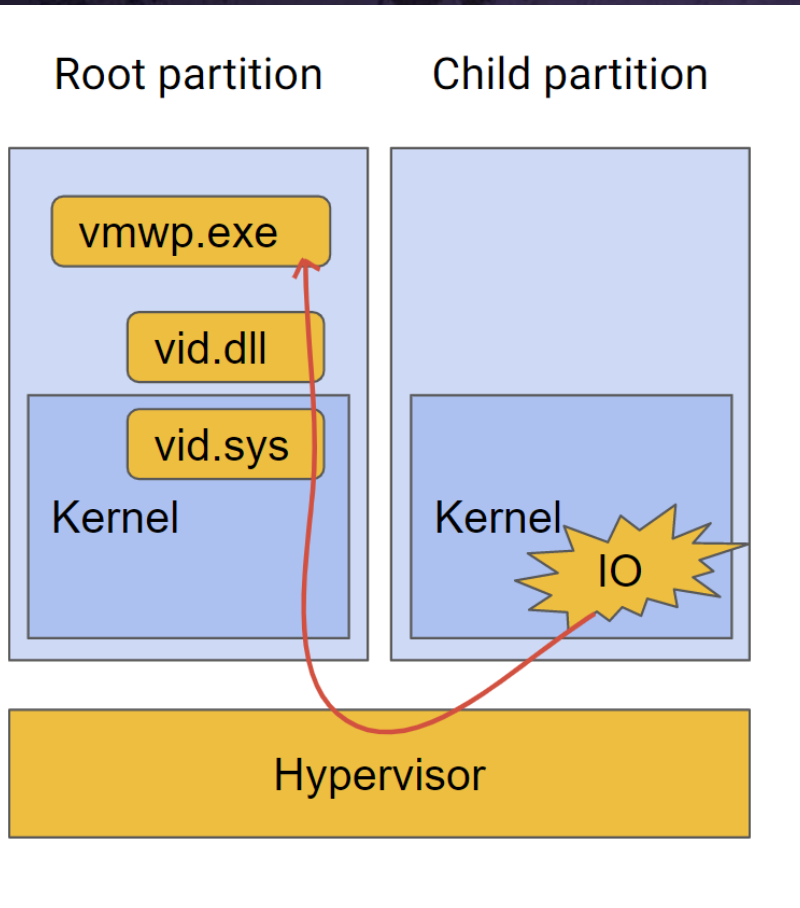 Root partition
Child partition
vmwp.exe
vid.dll
vid.sys
Kernel
Kernel
IO
Hypervisor